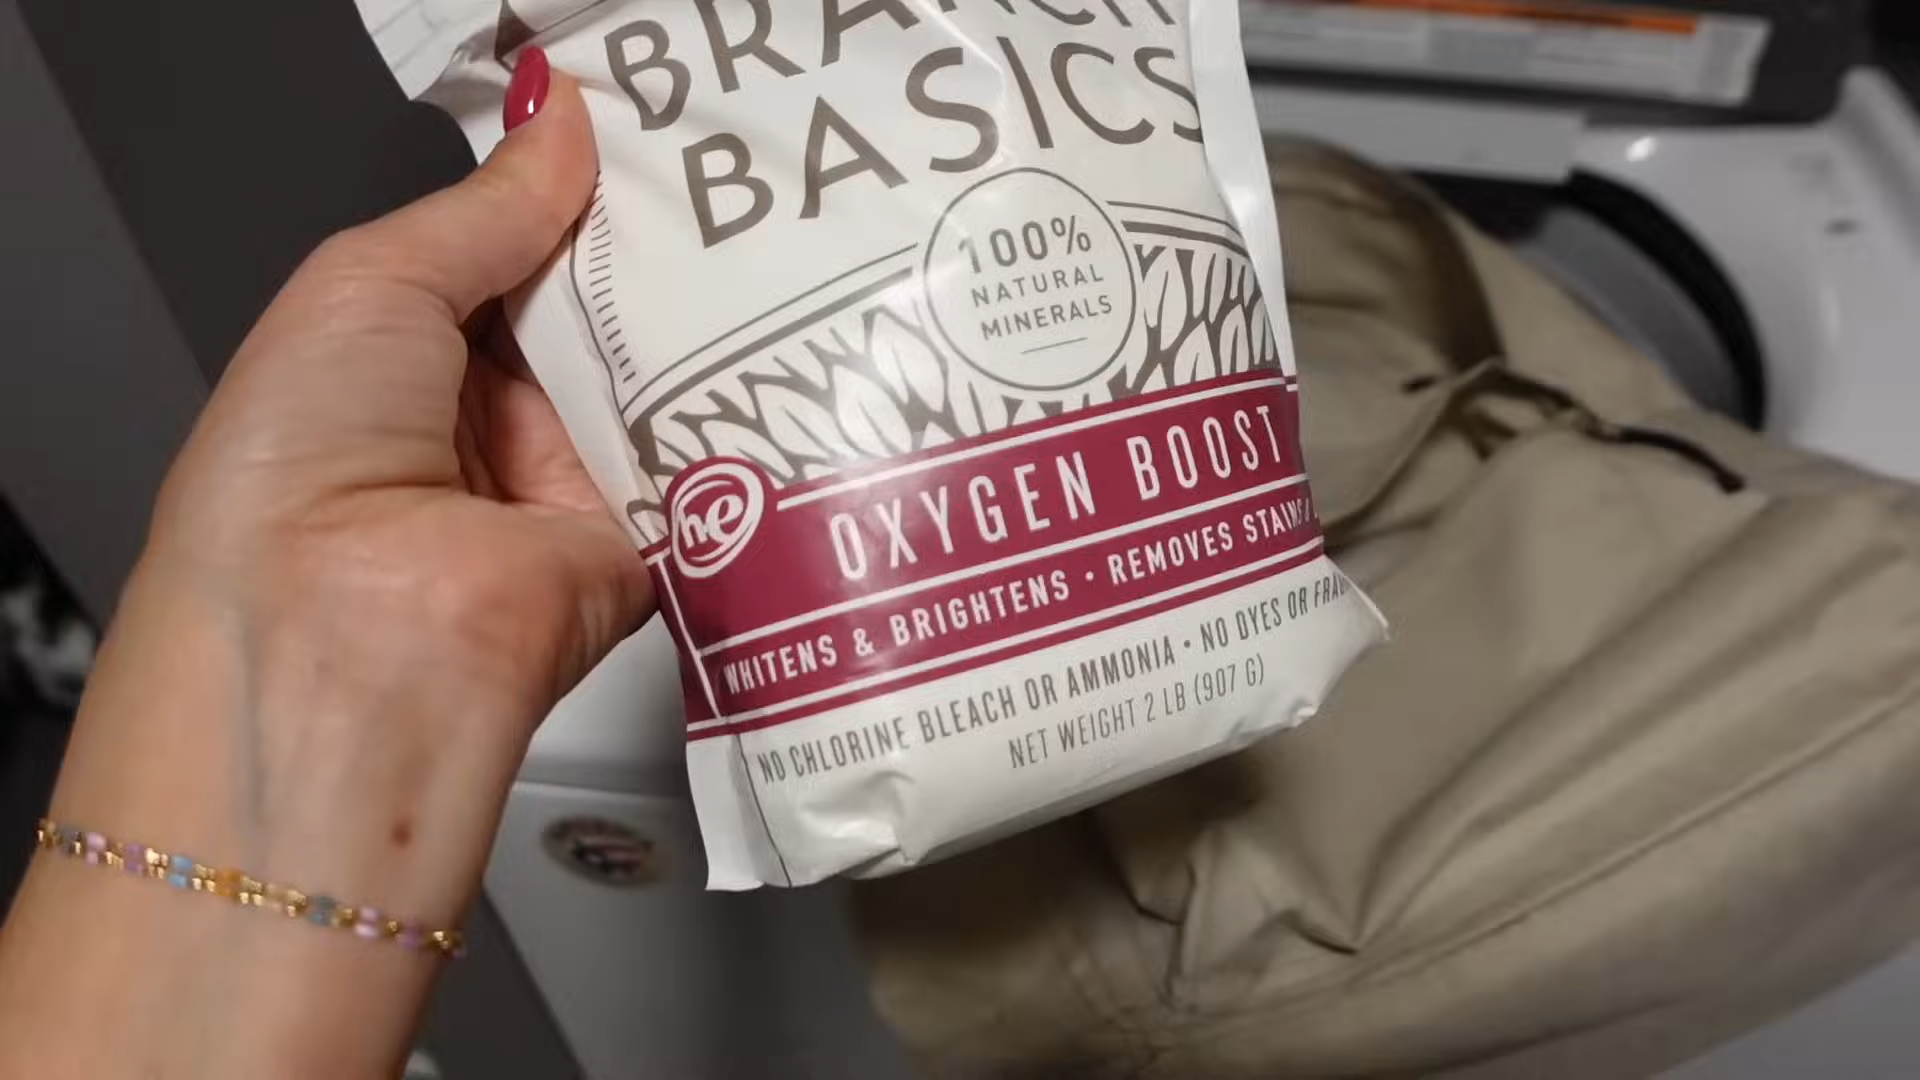 BRANCH
BASICS
100%
NATURAL
MINERALS
he
OXYGEN BOOST
WHITENS & BRIGHTENS • REMOVES STAINS
NO CHLORINE BLEACH OR AMMONIA • NO DYES OR
NET WEIGHT 2 LB (907 G)